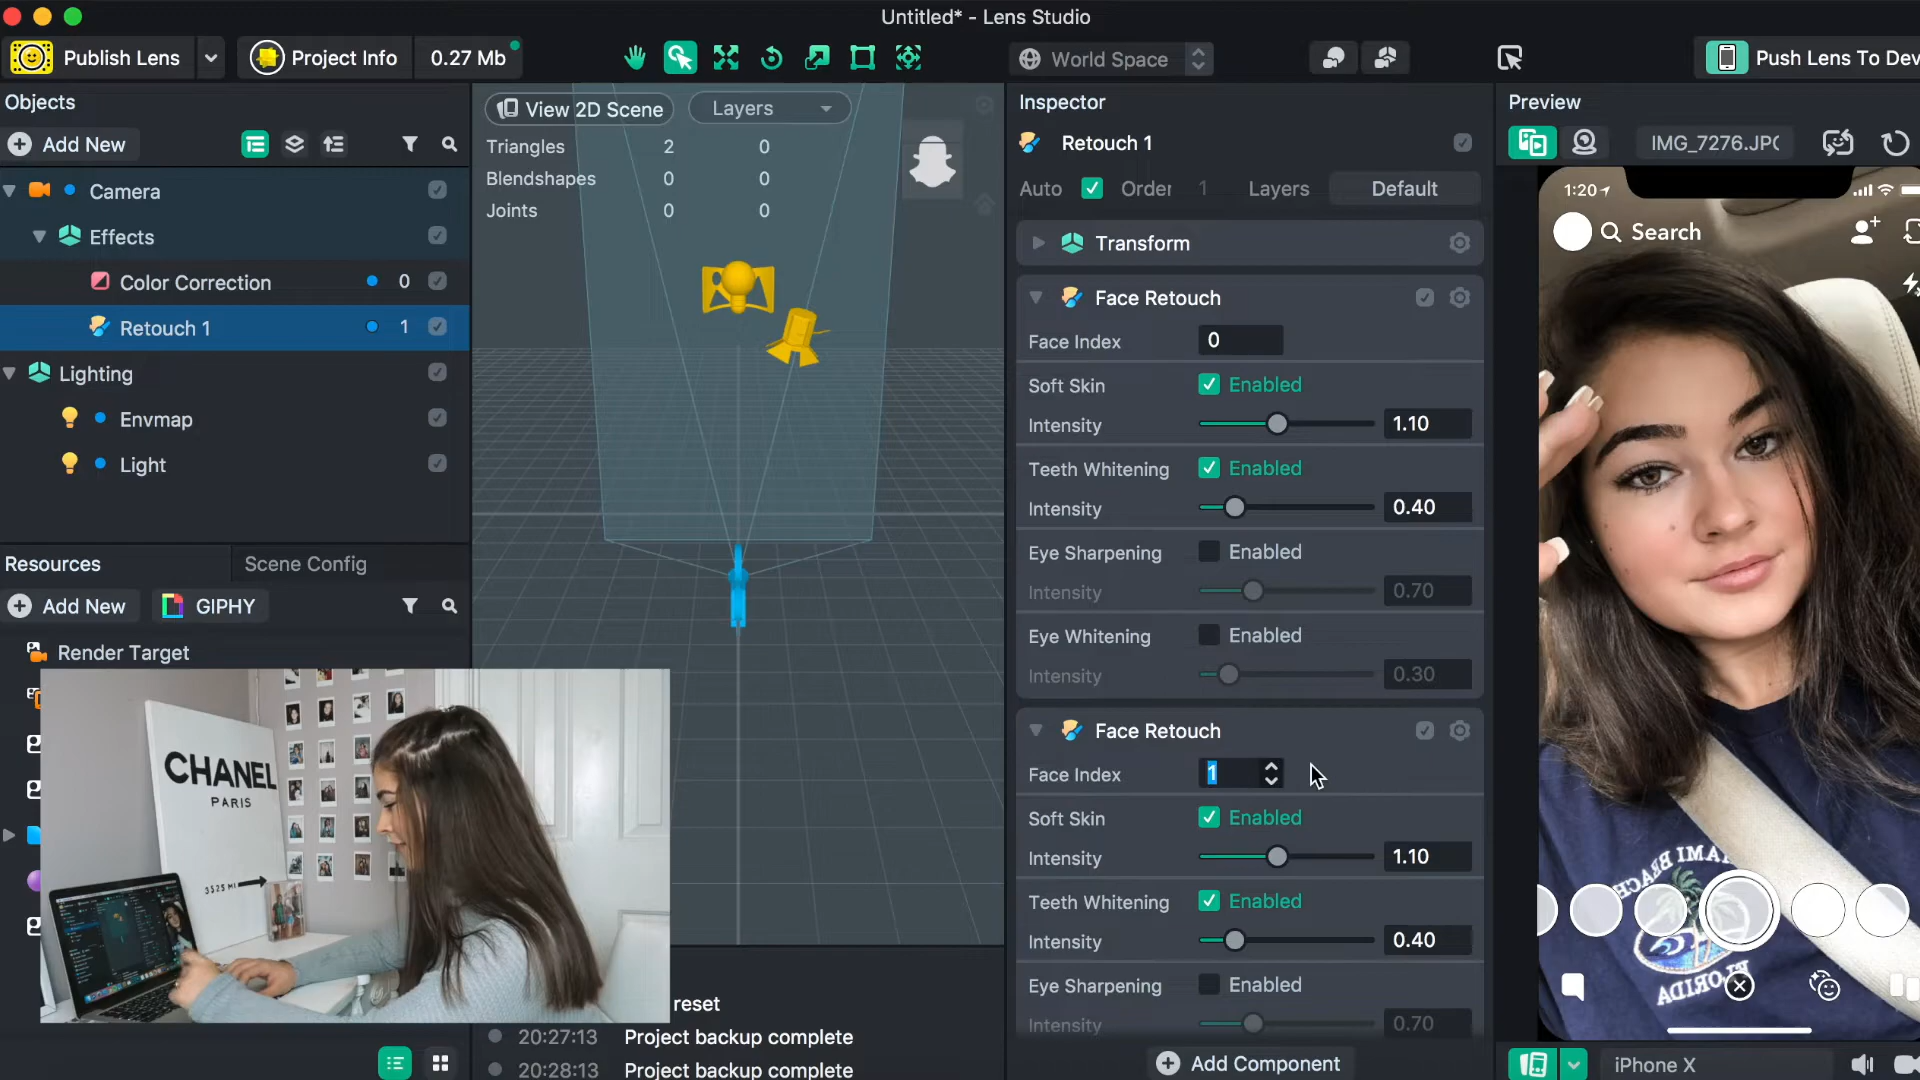 Untitled* - Lens Studio
Publish Lens
Project Info
0.27 Mb
World Space
Push Lens To Dev
Objects
Add New
Camera
Effects
Color Correction 0
Retouch 1 1
Lighting
Envmap
Light
Resources
Scene Config
Add New
GIPHY
Render Target
View 2D Scene
Layers
Triangles 2 0
Blendshapes 0 0
Joints 0 0
CHANEL
PARIS
3525 MI
reset
20:27:13 Project backup complete
20:28:13 Project backup complete
Inspector
Retouch 1
Auto Order 1 Layers Default
Transform
Face Retouch
Face Index 0
Soft Skin Enabled
Intensity 1.10
Teeth Whitening Enabled
Intensity 0.40
Eye Sharpening Enabled
Intensity 0.70
Eye Whitening Enabled
Intensity 0.30
Face Retouch
Face Index 1
Soft Skin Enabled
Intensity 1.10
Teeth Whitening Enabled
Intensity 0.40
Eye Sharpening Enabled
Intensity 0.70
Add Component
Preview
IMG_7276.JPG
1:20
Search
MIAMI BEACH
FLORIDA
iPhone X